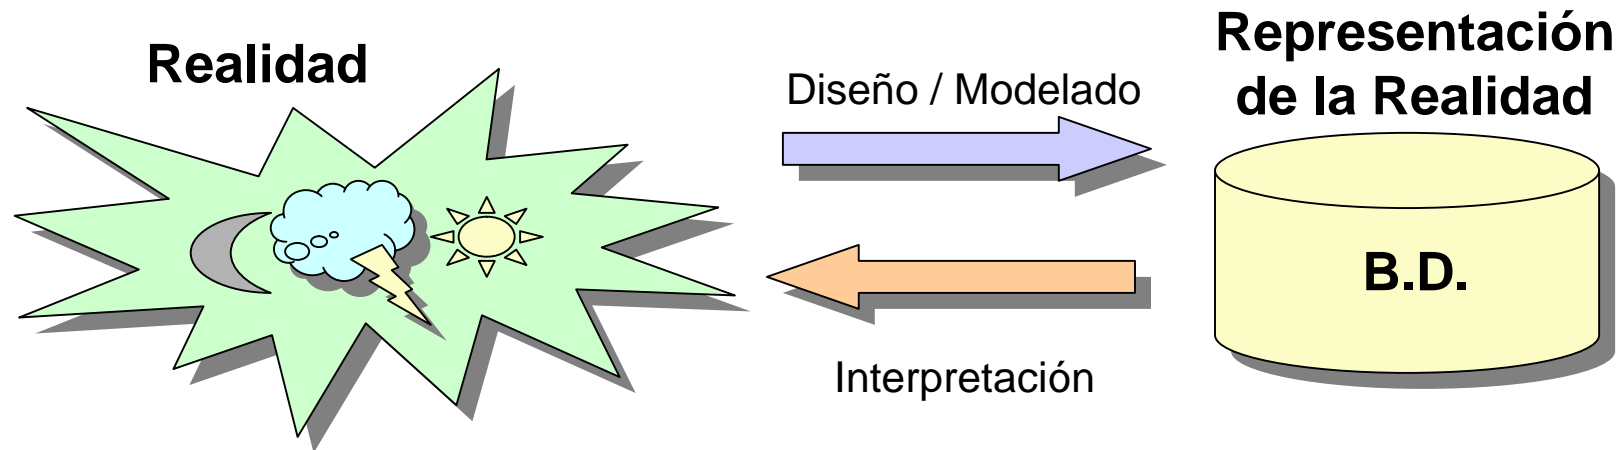 Realidad
Diseño / Modelado
Interpretación
Representación
de la Realidad
B.D.